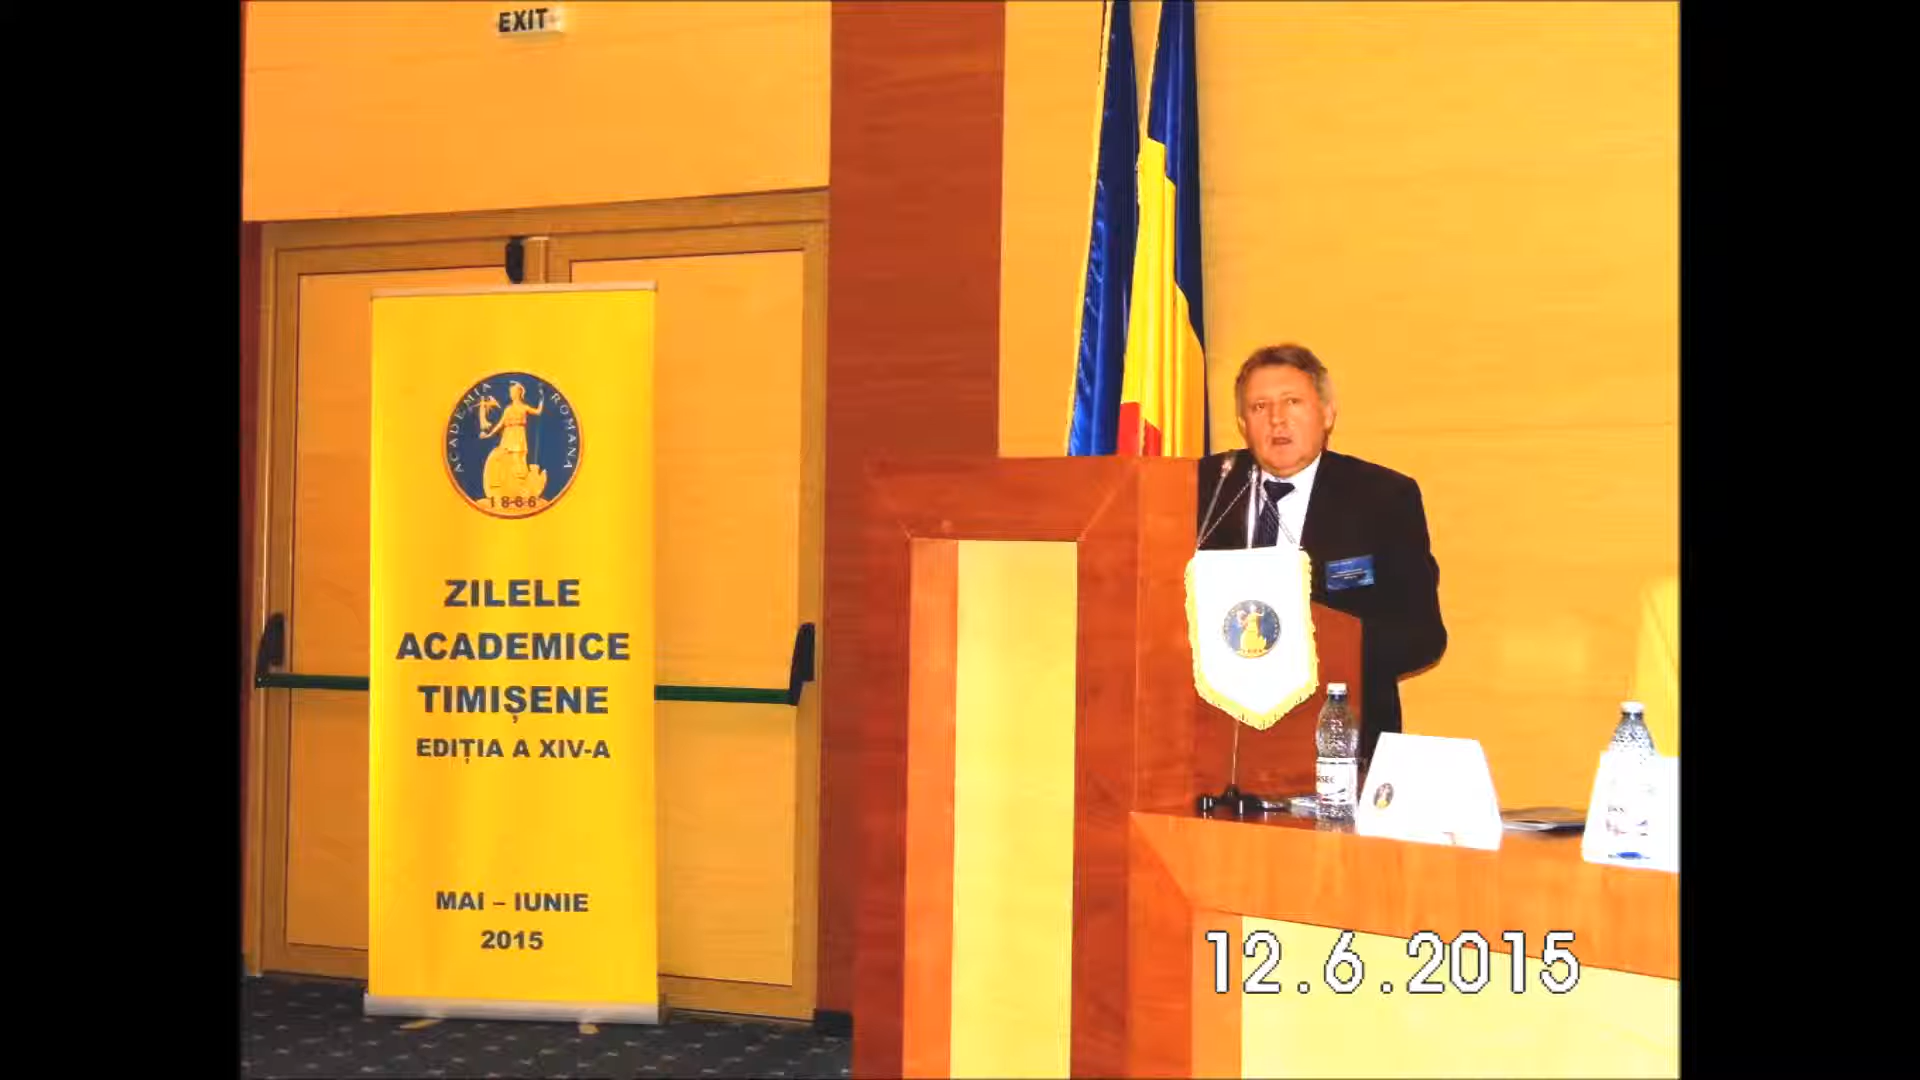 EXIT
ACADEMIA ROMANA
1866
ZILELE
ACADEMICE
TIMIȘENE
EDIȚIA A XIV-A
MAI – IUNIE
2015
12.6.2015